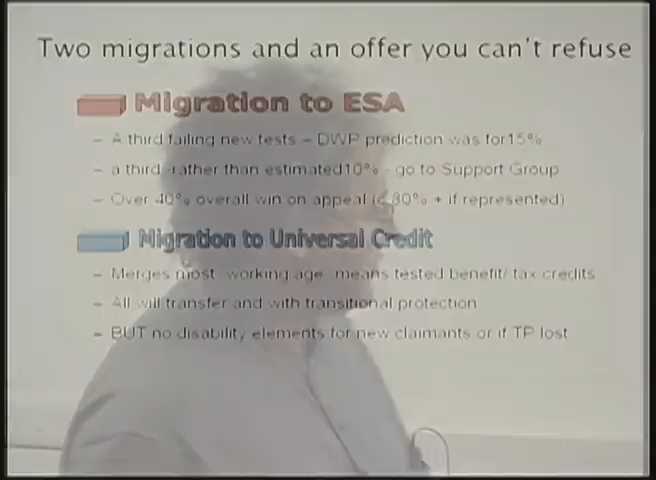 Two migrations and an offer you can't refuse
Migration to ESA
– A third failing new tests – DWP prediction was for15%
– a third rather than estimated10% - go to Support Group
– Over 40% overall win on appeal (< 80% + if represented)
Migration to Universal Credit
– Merges most working age means tested benefit/ tax credits
– All will transfer and with transitional protection
– BUT no disability elements for new claimants or if TP lost